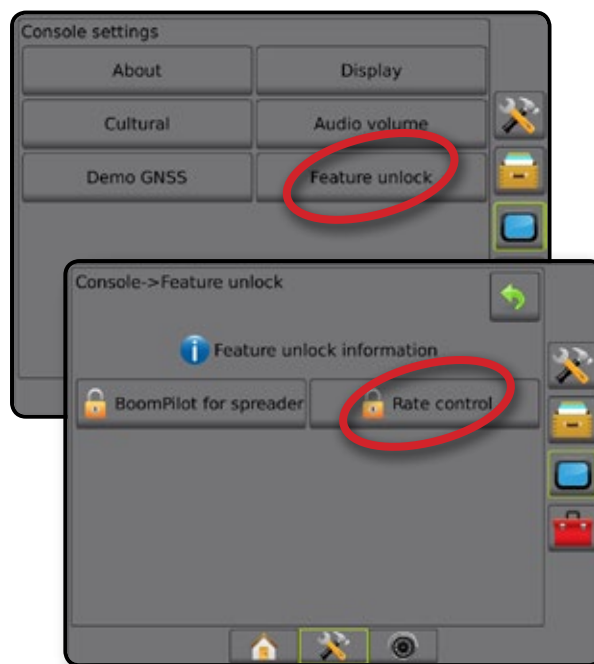 Console settings
About
Display
Cultural
Audio volume
Demo GNSS
Feature unlock
Console->Feature unlock
Feature unlock information
BoomPilot for spreader
Rate control